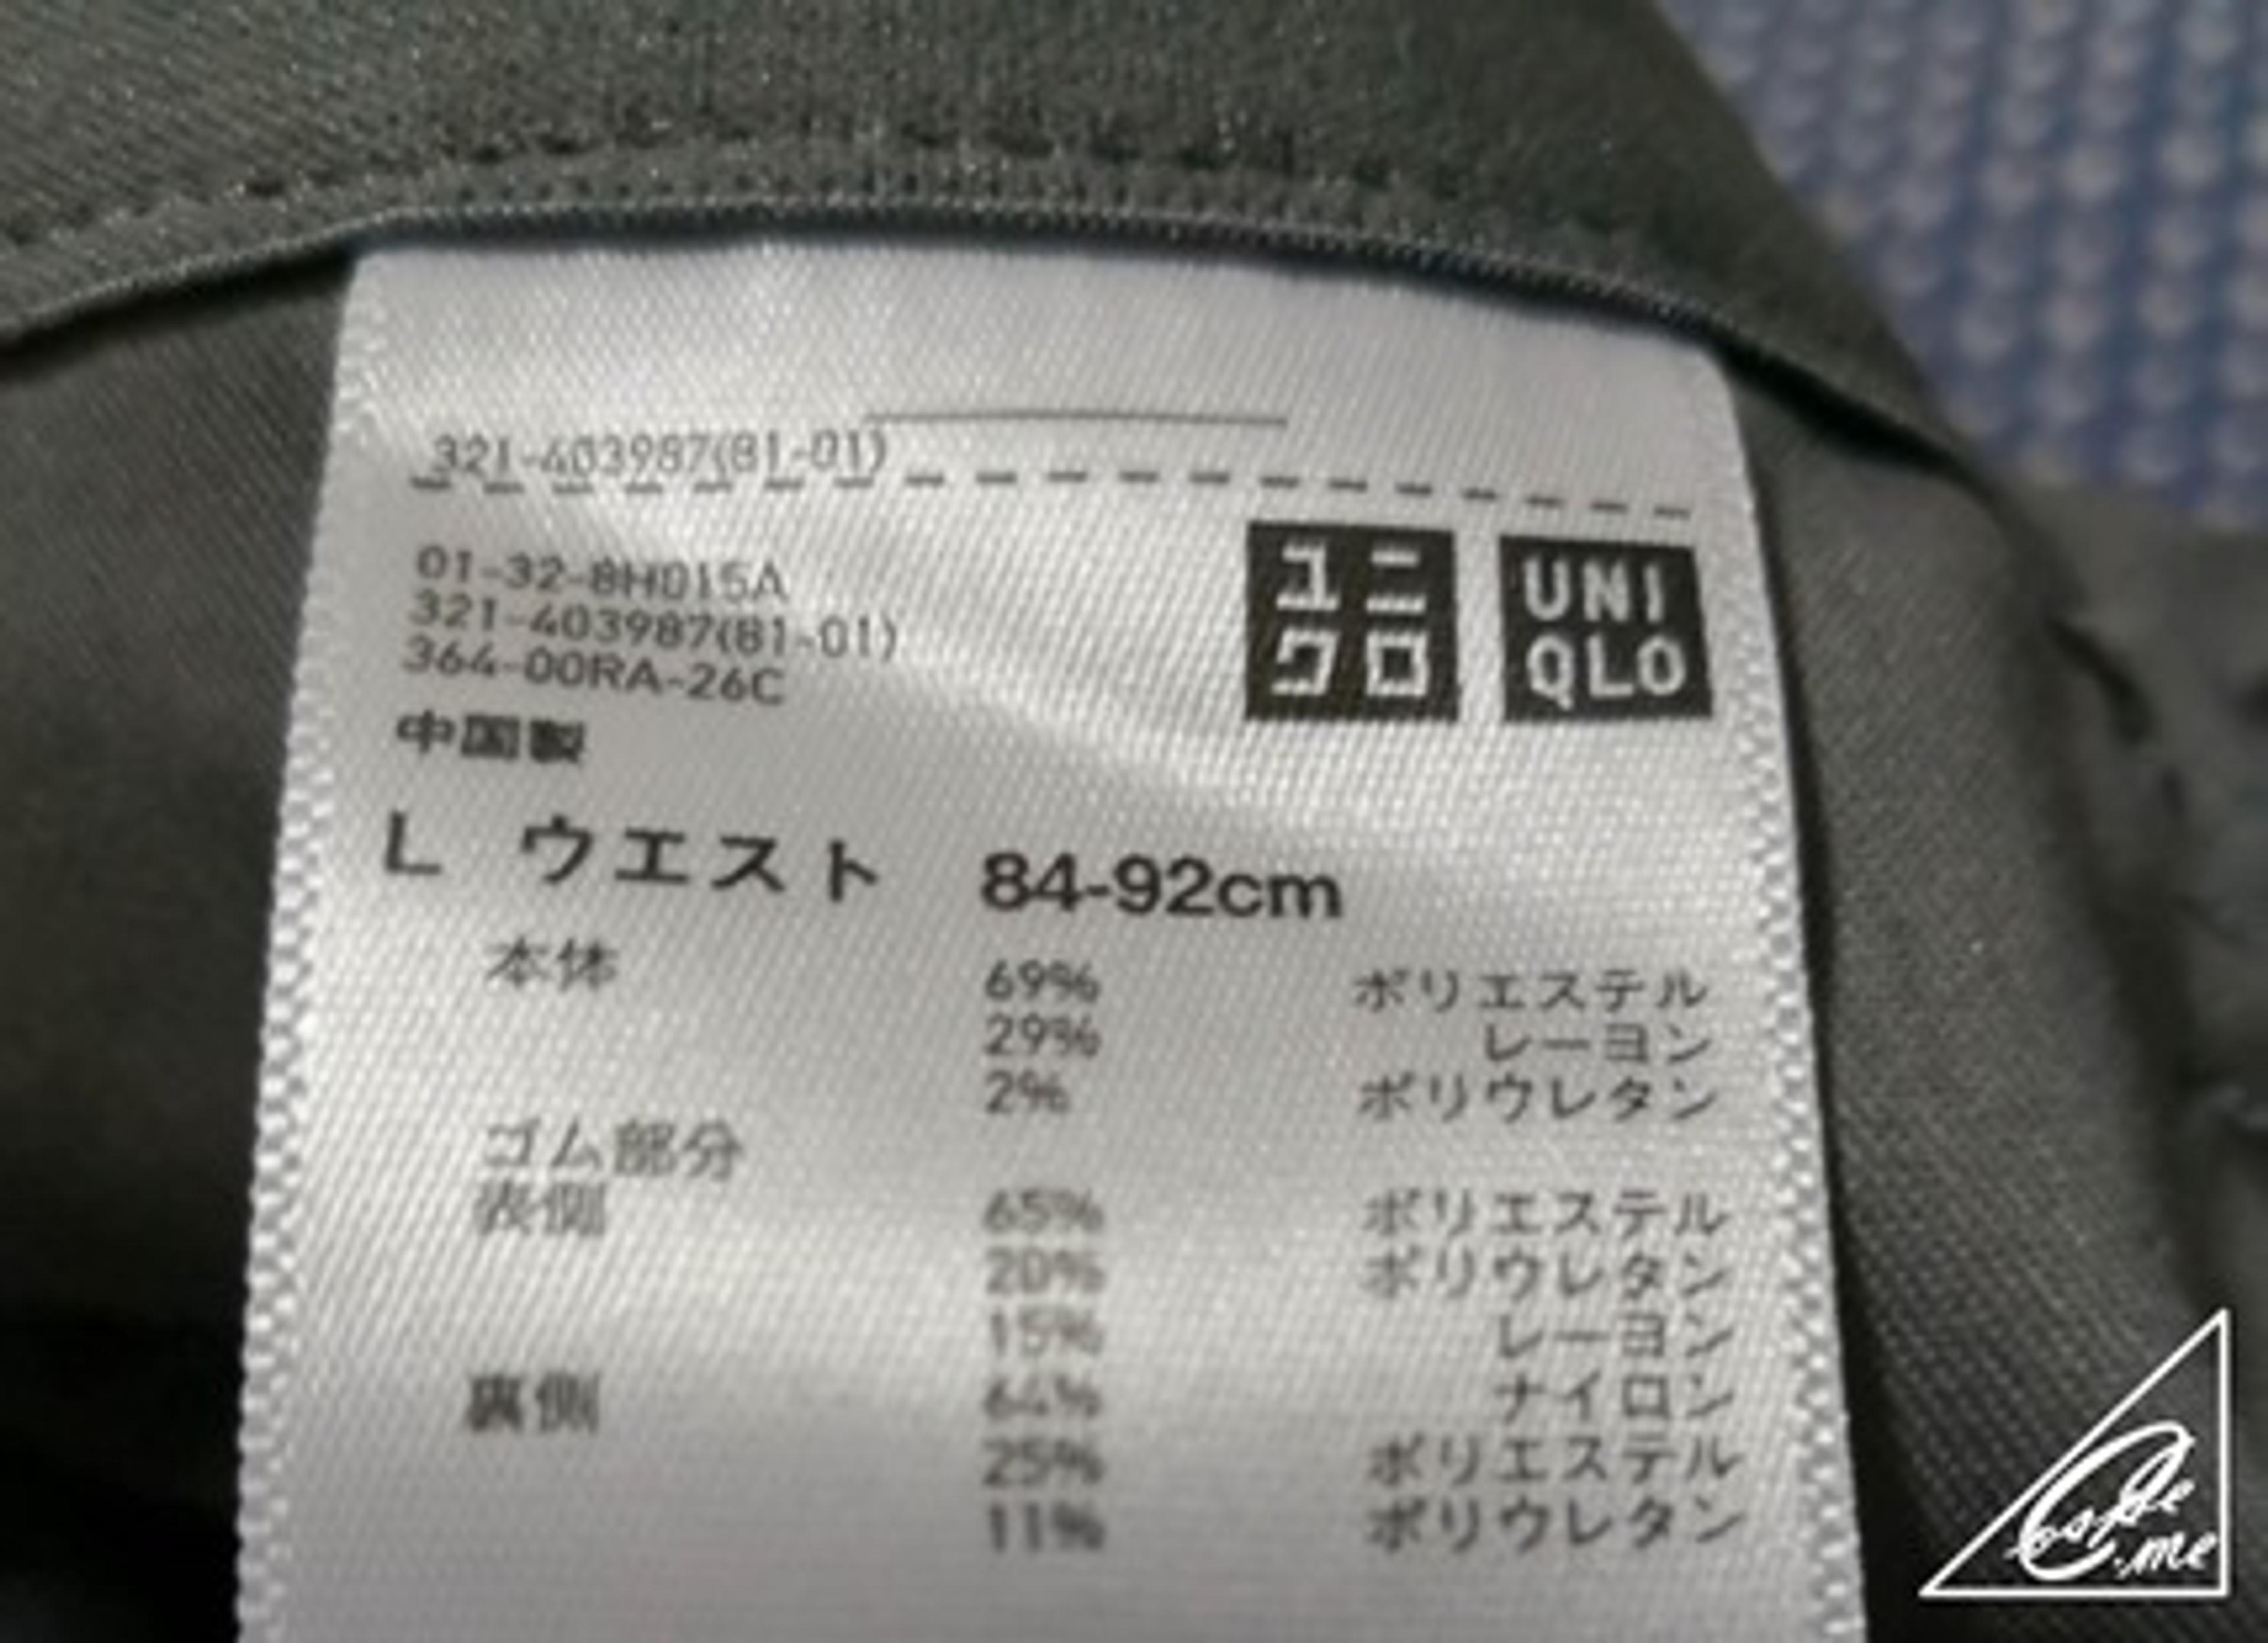 321-403987(81-01)
01-32-8H015A
321-403987(81-01)
364-00RA-26C
中国製
ユニ
クロ
UNI
QLO
L ウエスト 84-92cm
本体 69% ポリエステル
29% レーヨン
2% ポリウレタン
ゴム部分
表側 65% ポリエステル
20% ポリウレタン
15% レーヨン
裏側 64% ナイロン
25% ポリエステル
11% ポリウレタン